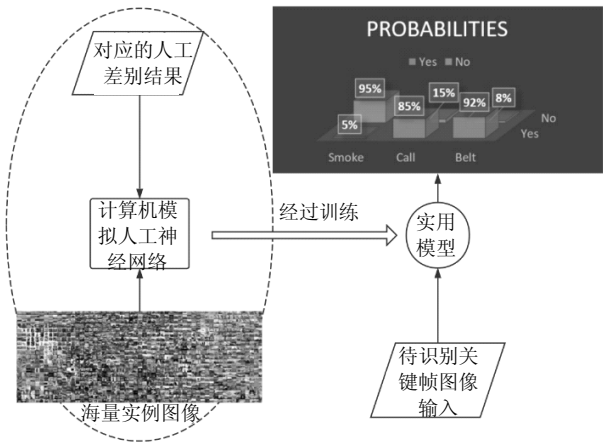 对应的人工
差别结果
计算机模
拟人工神
经网络
海量实例图像
经过训练
PROBABILITIES
Yes No
95%
5%
85%
15%
92%
8%
No
Yes
Smoke Call Belt
实用
模型
待识别关
键帧图像
输入